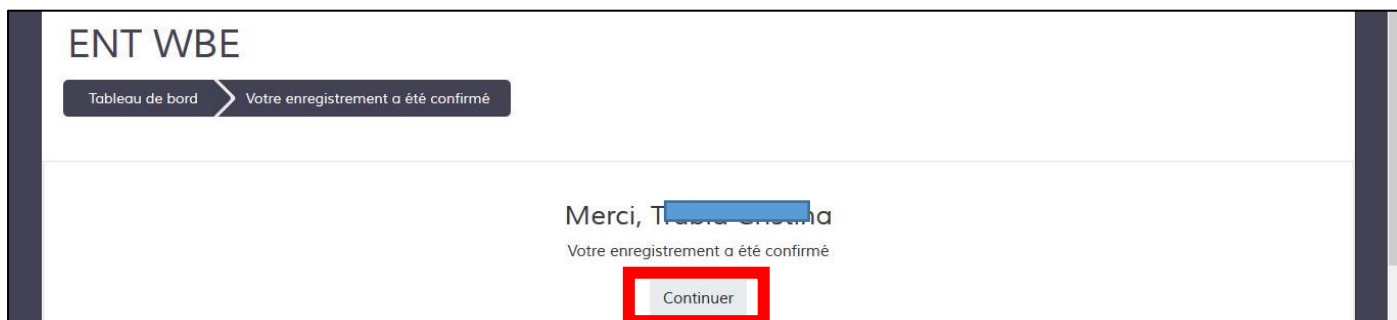 ENT WBE
Tableau de bord
Votre enregistrement a été confirmé
Merci,
Votre enregistrement a été confirmé
Continuer